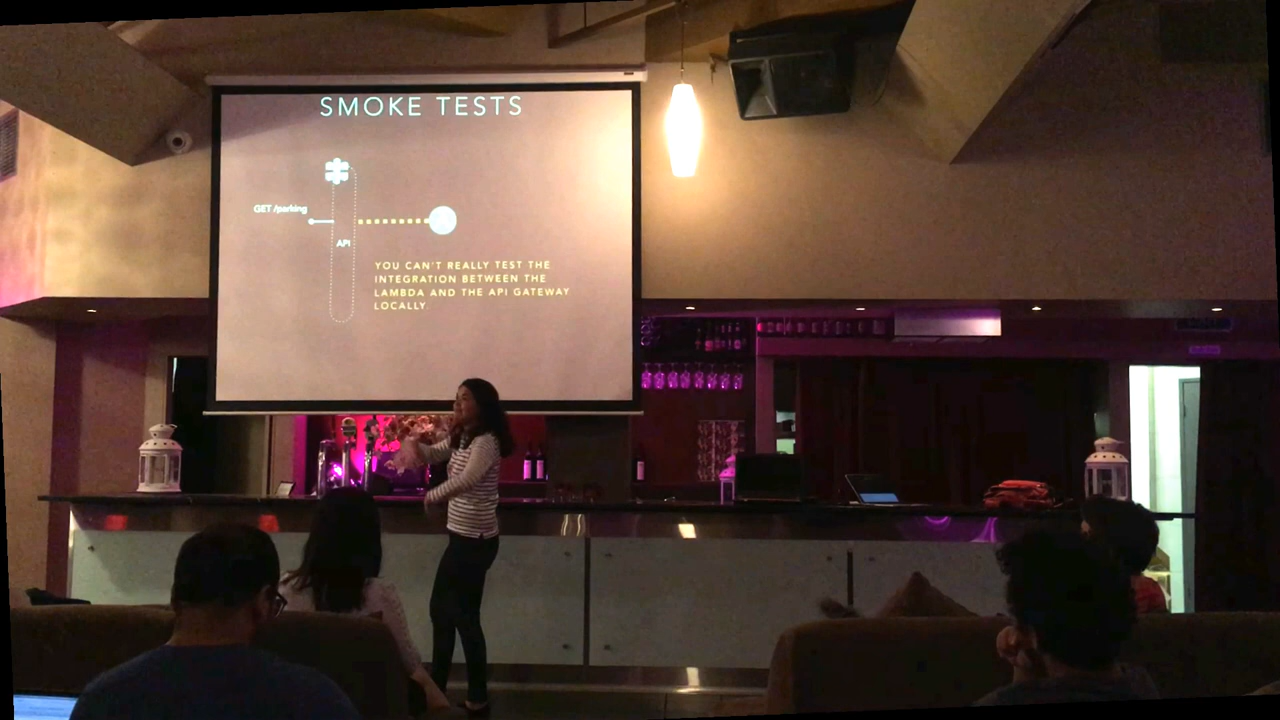 SMOKE TESTS
GET /parking
API
YOU CAN'T REALLY TEST THE
INTEGRATION BETWEEN THE
LAMBDA AND THE API GATEWAY
LOCALLY.